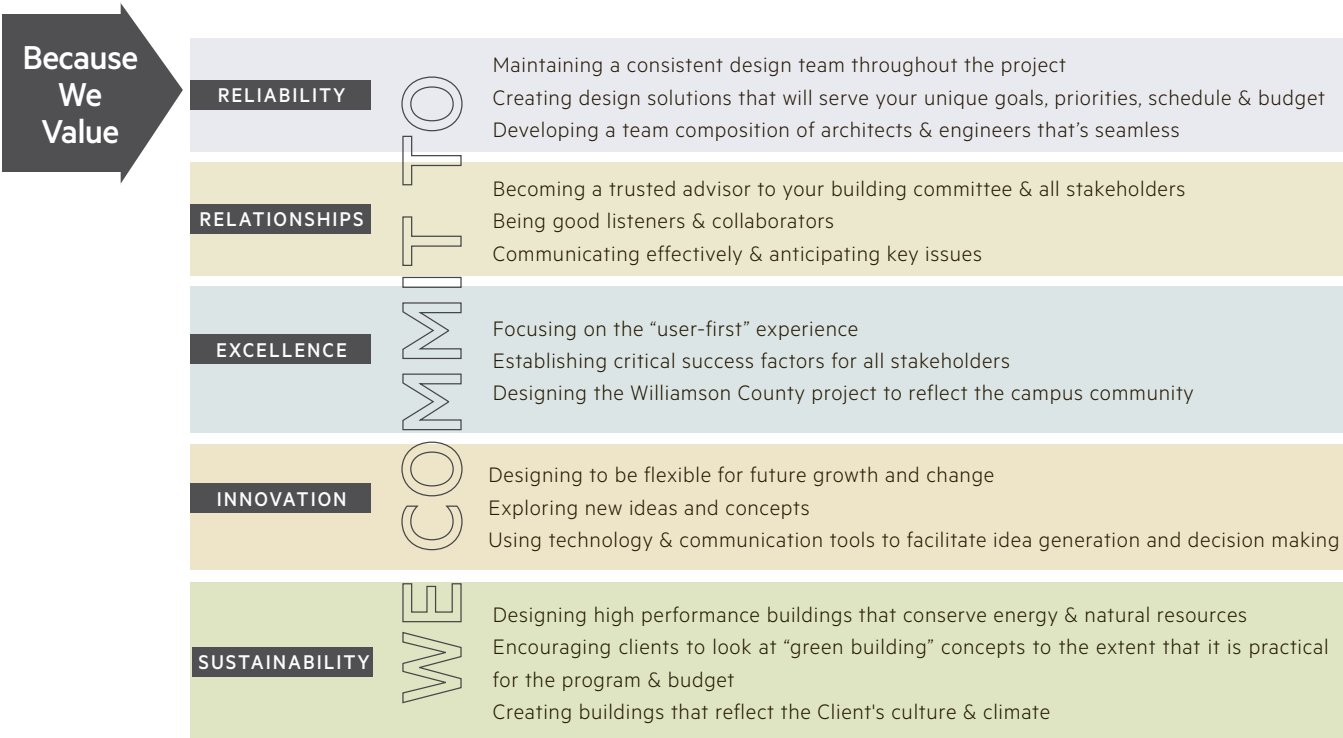 Because
We
Value
WE COMMIT TO
RELIABILITY
Maintaining a consistent design team throughout the project
Creating design solutions that will serve your unique goals, priorities, schedule & budget
Developing a team composition of architects & engineers that’s seamless
RELATIONSHIPS
Becoming a trusted advisor to your building committee & all stakeholders
Being good listeners & collaborators
Communicating effectively & anticipating key issues
EXCELLENCE
Focusing on the “user-first” experience
Establishing critical success factors for all stakeholders
Designing the Williamson County project to reflect the campus community
INNOVATION
Designing to be flexible for future growth and change
Exploring new ideas and concepts
Using technology & communication tools to facilitate idea generation and decision making
SUSTAINABILITY
Designing high performance buildings that conserve energy & natural resources
Encouraging clients to look at “green building” concepts to the extent that it is practical
for the program & budget
Creating buildings that reflect the Client's culture & climate